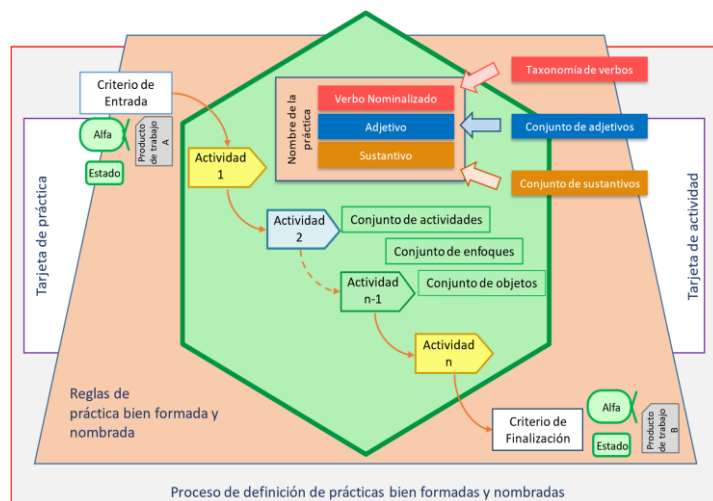 Criterio de
Entrada
Alfa
Estado
Producto
de trabajo
A
Tarjeta de práctica
Nombre de la
práctica
Verbo Nominalizado
Adjetivo
Sustantivo
Taxonomía de verbos
Conjunto de adjetivos
Conjunto de sustantivos
Tarjeta de actividad
Actividad
1
Actividad
2
Conjunto de actividades
Conjunto de enfoques
Actividad
n-1
Conjunto de objetos
Actividad
n
Reglas de
práctica bien formada y
nombrada
Criterio de
Finalización
Alfa
Estado
Producto
de trabajo
B
Proceso de definición de prácticas bien formadas y nombradas